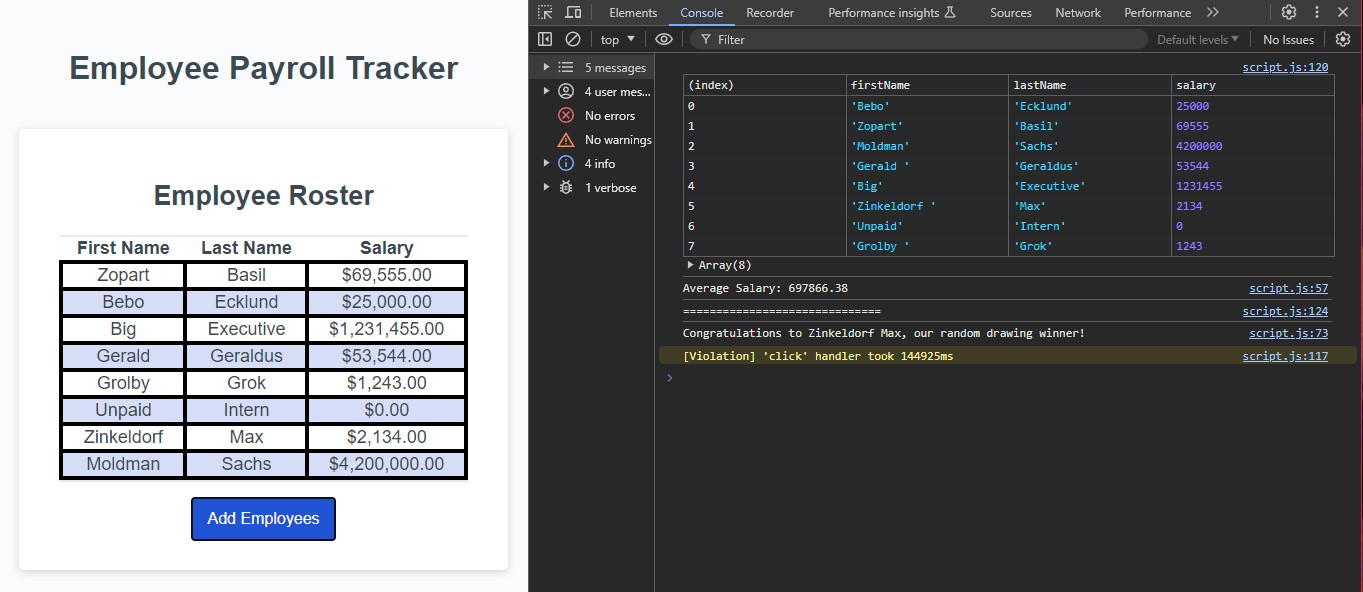 Employee Payroll Tracker
Employee Roster
First Name Last Name Salary
Zopart Basil $69,555.00
Bebo Ecklund $25,000.00
Big Executive $1,231,455.00
Gerald Geraldus $53,544.00
Grolby Grok $1,243.00
Unpaid Intern $0.00
Zinkeldorf Max $2,134.00
Moldman Sachs $4,200,000.00
Add Employees
Elements Console Recorder Performance insights Sources Network Performance
top Filter Default levels No Issues
5 messages
4 user mes...
No errors
No warnings
4 info
1 verbose
script.js:120
(index) firstName lastName salary
0 'Bebo' 'Ecklund' 25000
1 'Zopart' 'Basil' 69555
2 'Moldman' 'Sachs' 4200000
3 'Gerald ' 'Geraldus' 53544
4 'Big' 'Executive' 1231455
5 'Zinkeldorf ' 'Max' 2134
6 'Unpaid' 'Intern' 0
7 'Grolby ' 'Grok' 1243
Array(8)
Average Salary: 697866.38 script.js:57
============================== script.js:124
Congratulations to Zinkeldorf Max, our random drawing winner! script.js:73
[Violation] 'click' handler took 144925ms script.js:117